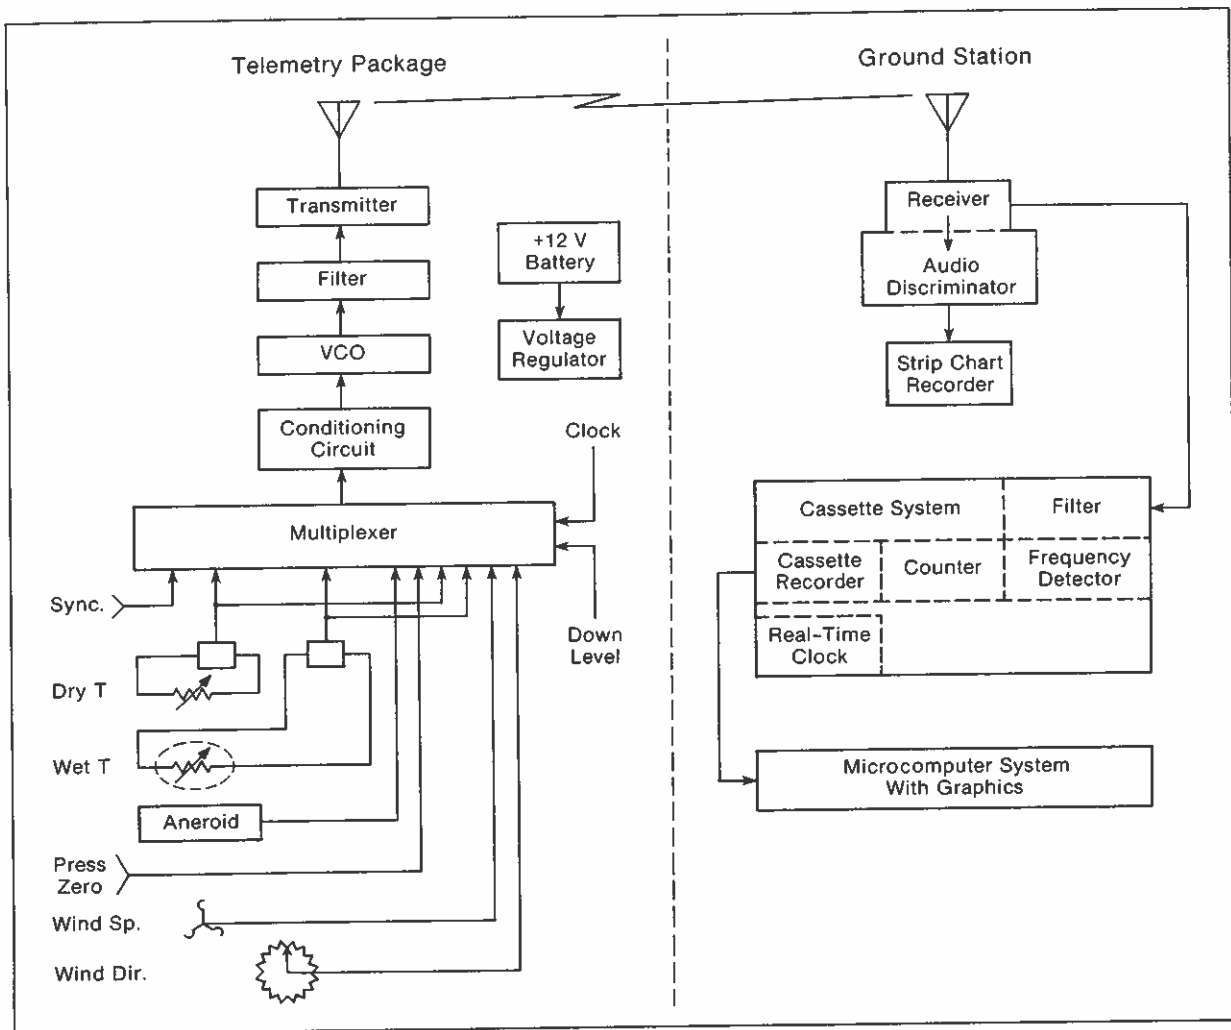 Telemetry Package
Ground Station
Transmitter
Filter
VCO
Conditioning
Circuit
+12 V
Battery
Voltage
Regulator
Clock
Multiplexer
Sync.
Down
Level
Dry T
Wet T
Aneroid
Press
Zero
Wind Sp.
Wind Dir.
Receiver
Audio
Discriminator
Strip Chart
Recorder
Cassette System
Filter
Cassette
Recorder
Counter
Frequency
Detector
Real-Time
Clock
Microcomputer System
With Graphics